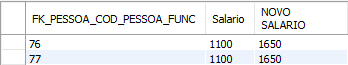 FK_PESSOA_COD_PESSOA_FUNC Salario NOVO SALARIO
76 1100 1650
77 1100 1650